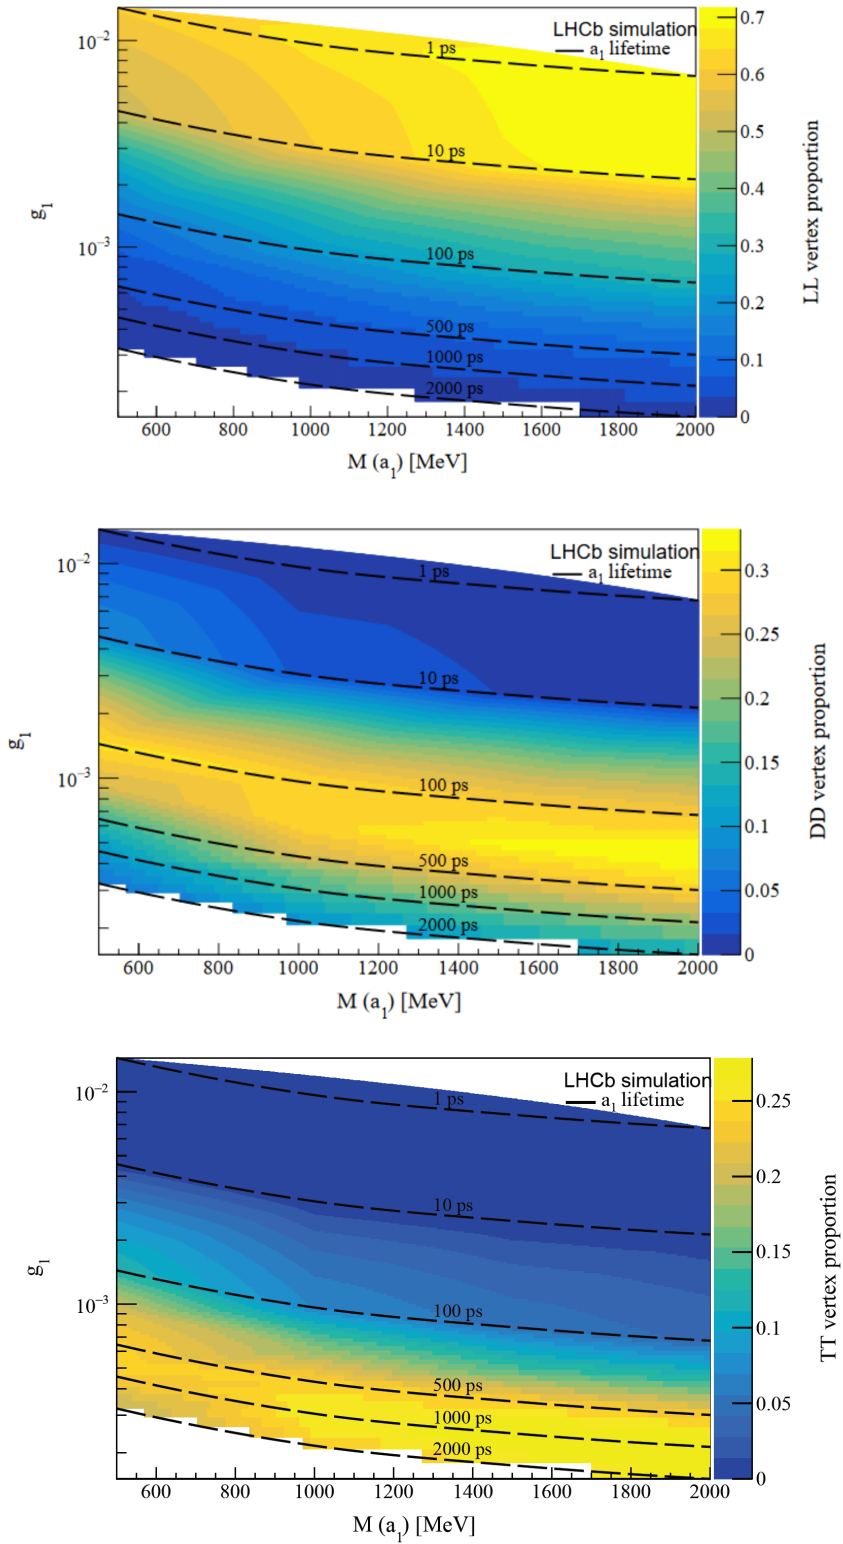 LHCb simulation
a₁ lifetime
1 ps
10 ps
100 ps
500 ps
1000 ps
2000 ps
10⁻²
10⁻³
g₁
600 800 1000 1200 1400 1600 1800 2000
M (a₁) [MeV]
0.7
0.6
0.5
0.4
0.3
0.2
0.1
0
LL vertex proportion
LHCb simulation
a₁ lifetime
1 ps
10 ps
100 ps
500 ps
1000 ps
2000 ps
10⁻²
10⁻³
g₁
600 800 1000 1200 1400 1600 1800 2000
M (a₁) [MeV]
0.3
0.25
0.2
0.15
0.1
0.05
0
DD vertex proportion
LHCb simulation
a₁ lifetime
1 ps
10 ps
100 ps
500 ps
1000 ps
2000 ps
10⁻²
10⁻³
g₁
600 800 1000 1200 1400 1600 1800 2000
M (a₁) [MeV]
0.25
0.2
0.15
0.1
0.05
0
TT vertex proportion